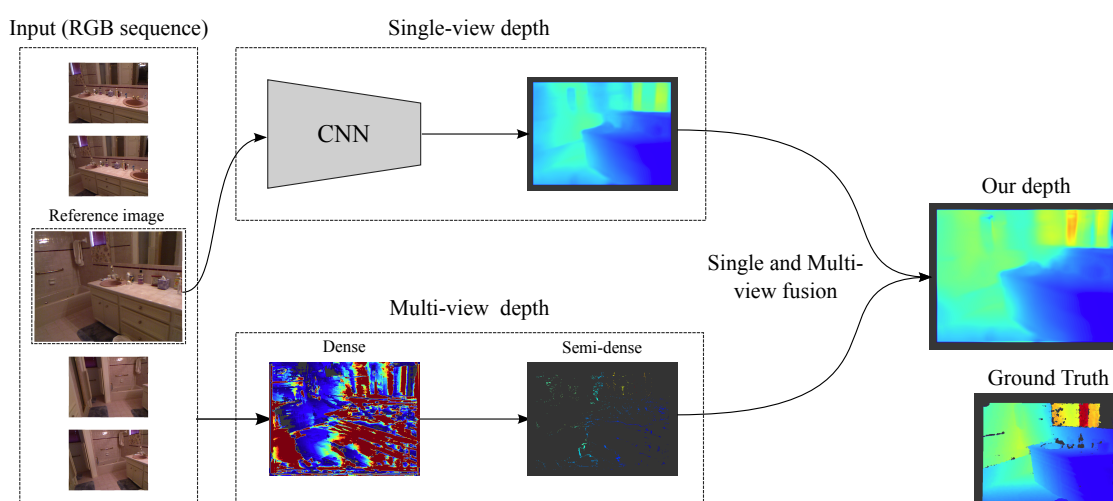 Input (RGB sequence)
Single-view depth
CNN
Reference image
Our depth
Single and Multi-
view fusion
Multi-view depth
Dense
Semi-dense
Ground Truth